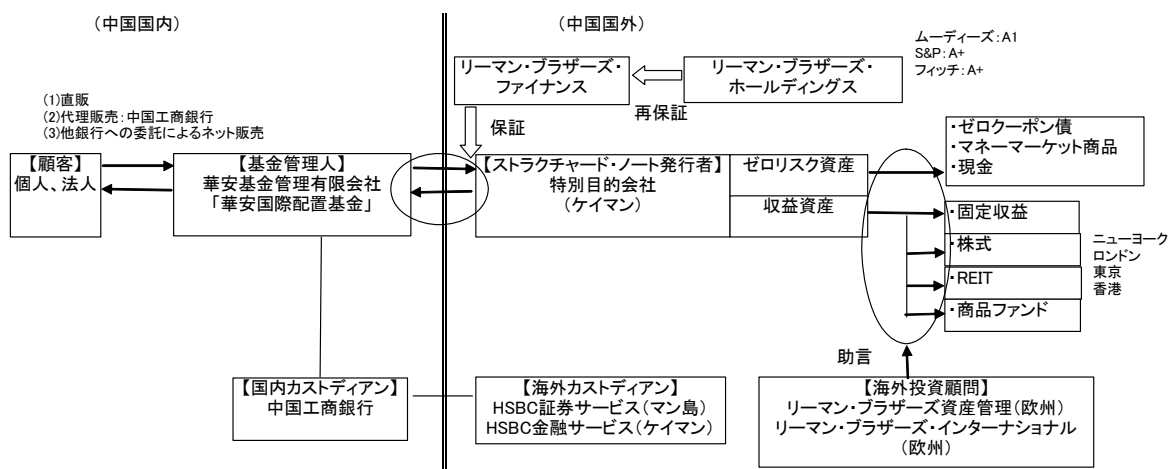 (中国国内)
(中国国外)
ムーディーズ:A1
S&P:A+
フィッチ:A+
リーマン・ブラザーズ・
ファイナンス
リーマン・ブラザーズ・
ホールディングス
再保証
保証
(1)直販
(2)代理販売:中国工商銀行
(3)他銀行への委託によるネット販売
【顧客】
個人、法人
【基金管理人】
華安基金管理有限会社
「華安国際配置基金」
【ストラクチャード・ノート発行者】
特別目的会社
(ケイマン)
ゼロリスク資産
収益資産
・ゼロクーポン債
・マネーマーケット商品
・現金
・固定収益
・株式
・REIT
・商品ファンド
ニューヨーク
ロンドン
東京
香港
助言
【国内カストディアン】
中国工商銀行
【海外カストディアン】
HSBC証券サービス(マン島)
HSBC金融サービス(ケイマン)
【海外投資顧問】
リーマン・ブラザーズ資産管理(欧州)
リーマン・ブラザーズ・インターナショナル
(欧州)